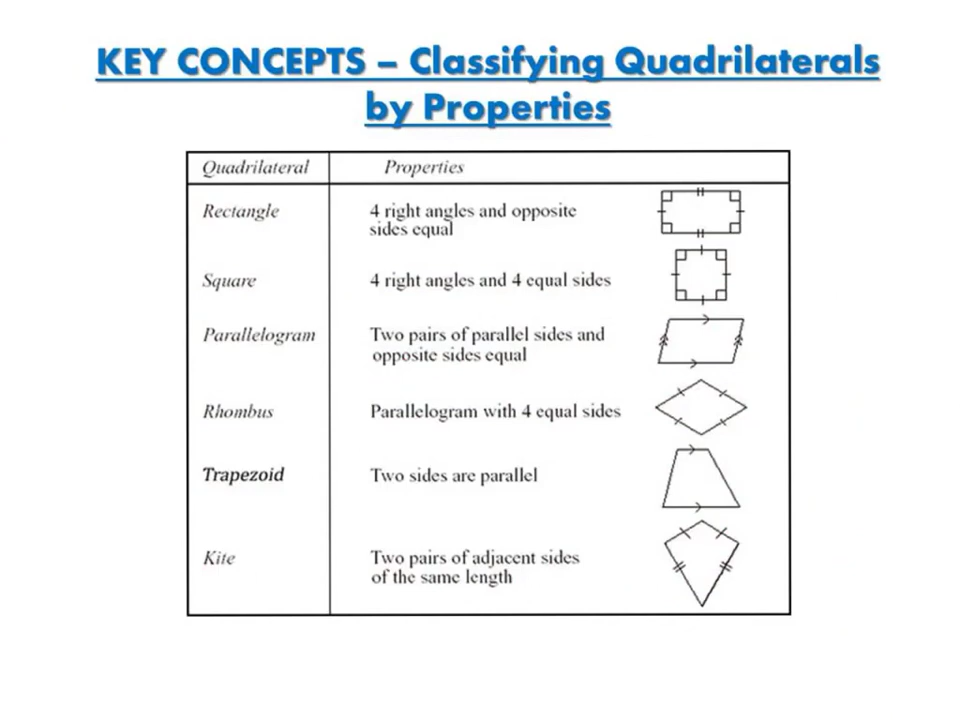 KEY CONCEPTS – Classifying Quadrilaterals
by Properties
Quadrilateral Properties
Rectangle 4 right angles and opposite
sides equal
Square 4 right angles and 4 equal sides
Parallelogram Two pairs of parallel sides and
opposite sides equal
Rhombus Parallelogram with 4 equal sides
Trapezoid Two sides are parallel
Kite Two pairs of adjacent sides
of the same length